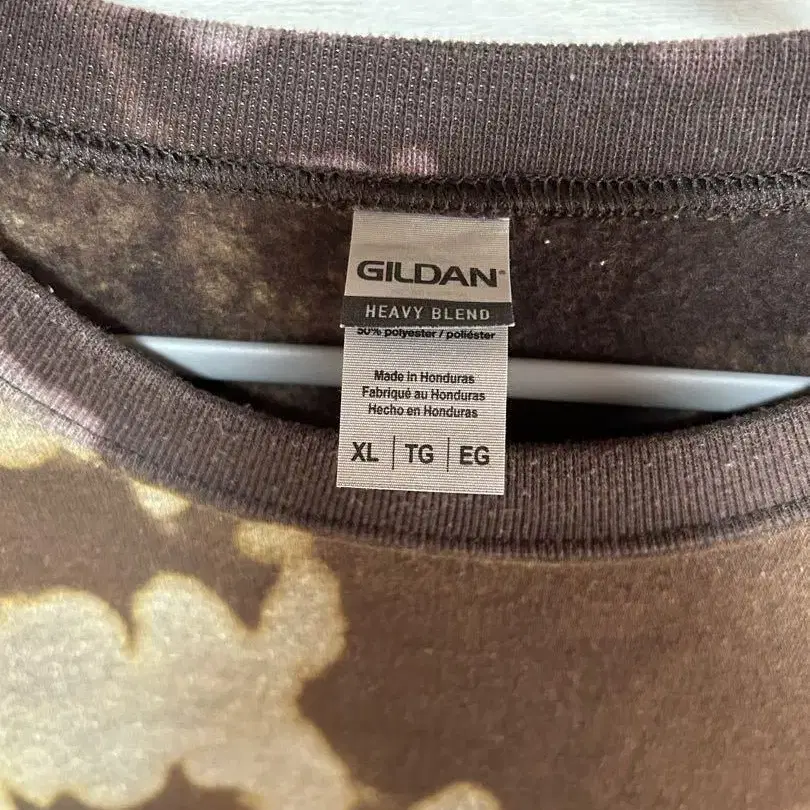 GILDAN®
HEAVY BLEND
50% polyester / poliéster
Made in Honduras
Fabriqué au Honduras
Hecho en Honduras
XL | TG | EG